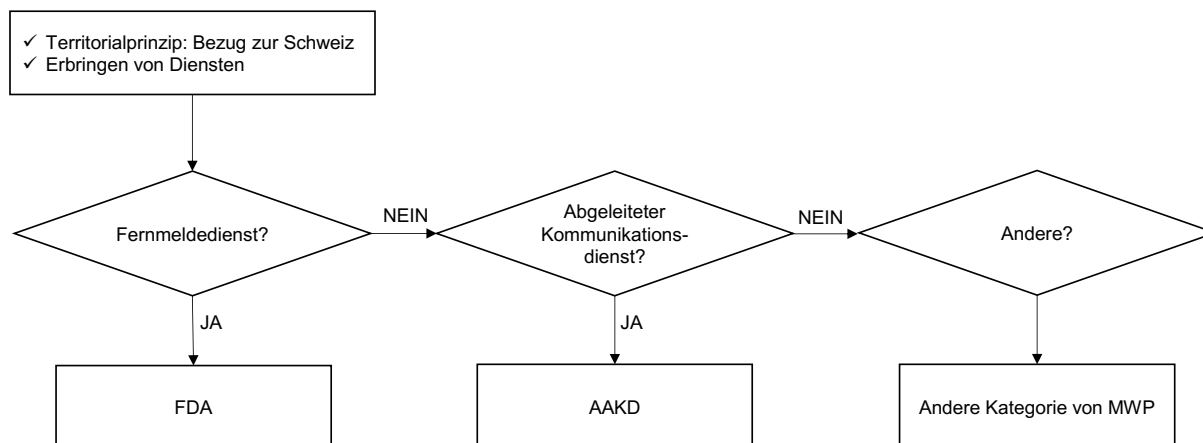 ✓ Territorialprinzip: Bezug zur Schweiz
✓ Erbringen von Diensten
Fernmeldedienst?
NEIN
Abgeleiteter
Kommunikations-
dienst?
NEIN
Andere?
JA
JA
FDA
AAKD
Andere Kategorie von MWP